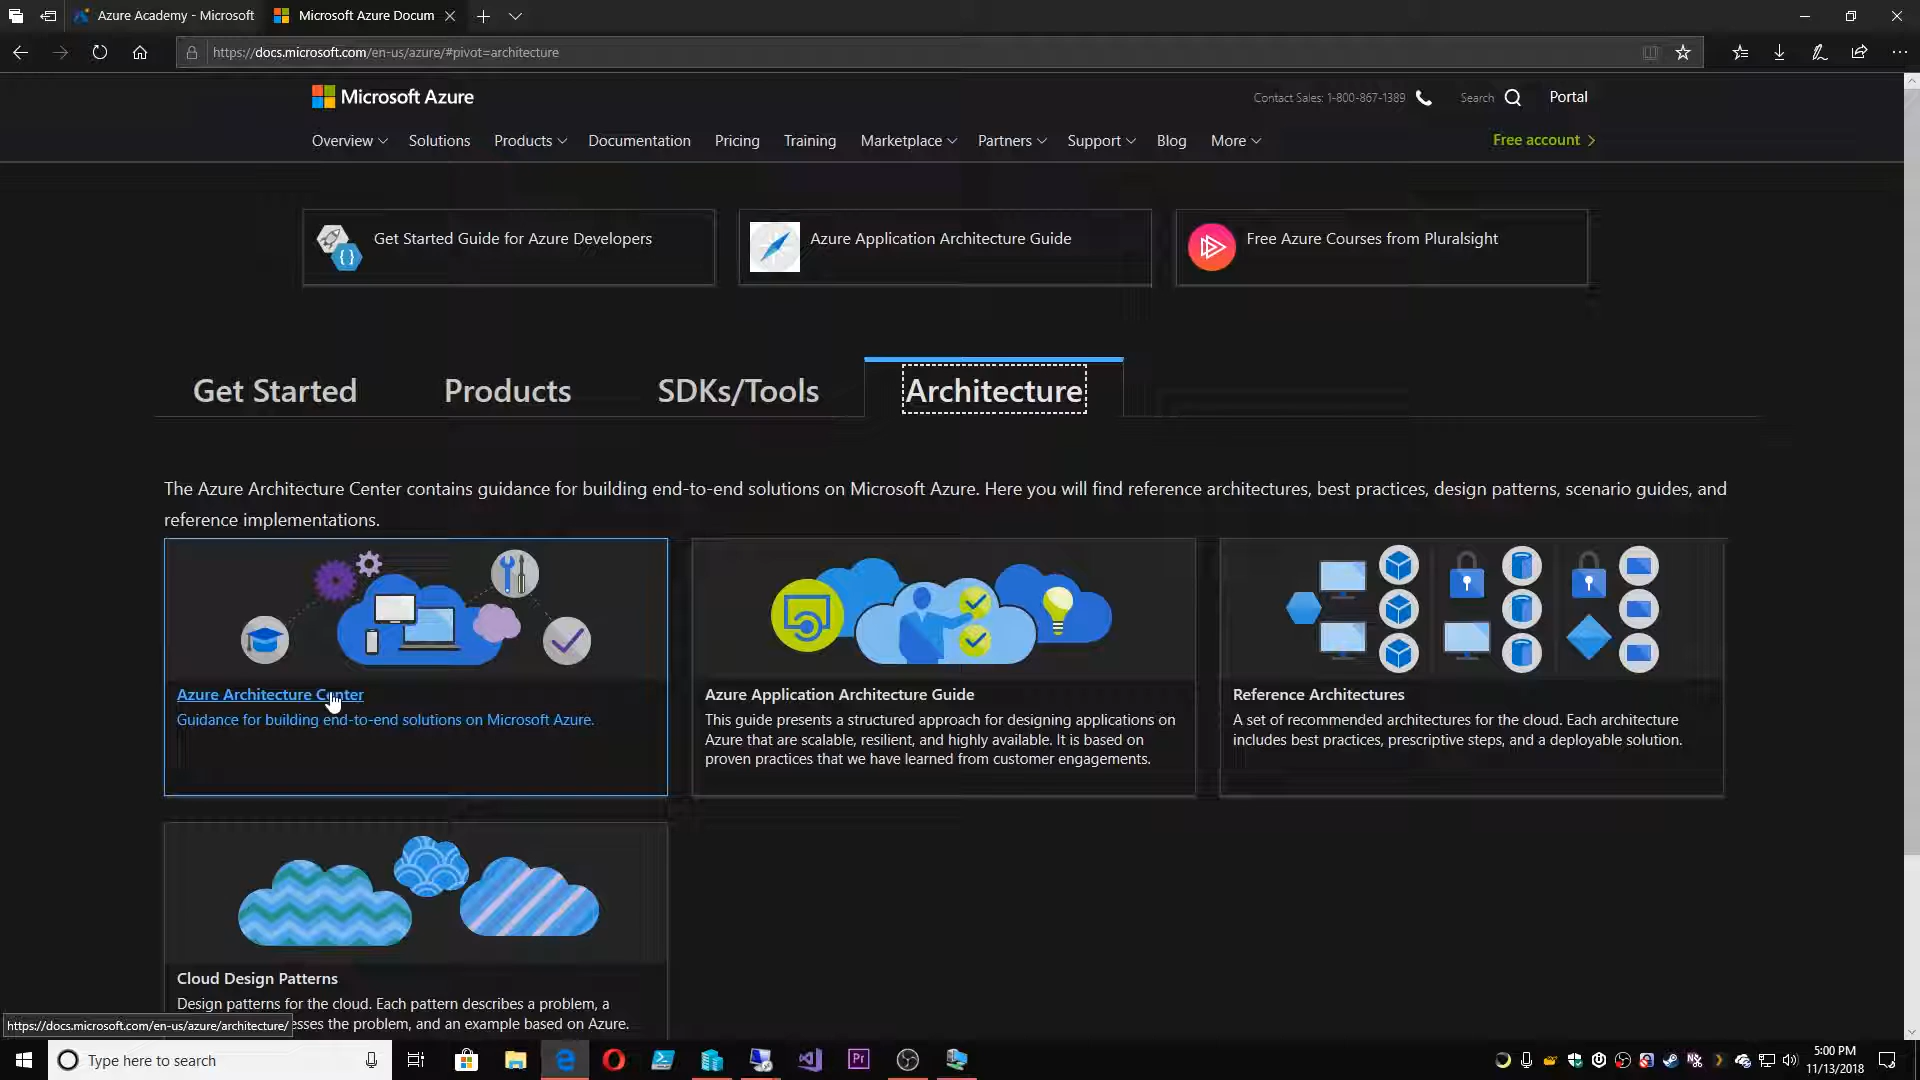 Azure Academy - Microsoft
Microsoft Azure Docum
https://docs.microsoft.com/en-us/azure/#pivot=architecture
Microsoft Azure
Contact Sales: 1-800-867-1389
Search
Portal
Overview
Solutions
Products
Documentation
Pricing
Training
Marketplace
Partners
Support
Blog
More
Free account
Get Started Guide for Azure Developers
Azure Application Architecture Guide
Free Azure Courses from Pluralsight
Get Started
Products
SDKs/Tools
Architecture
The Azure Architecture Center contains guidance for building end-to-end solutions on Microsoft Azure. Here you will find reference architectures, best practices, design patterns, scenario guides, and
reference implementations.
Azure Architecture Center
Guidance for building end-to-end solutions on Microsoft Azure.
Azure Application Architecture Guide
This guide presents a structured approach for designing applications on
Azure that are scalable, resilient, and highly available. It is based on
proven practices that we have learned from customer engagements.
Reference Architectures
A set of recommended architectures for the cloud. Each architecture
includes best practices, prescriptive steps, and a deployable solution.
Cloud Design Patterns
Design patterns for the cloud. Each pattern describes a problem, a
esses the problem, and an example based on Azure.
https://docs.microsoft.com/en-us/azure/architecture/
Type here to search
Pr
5:00 PM
11/13/2018